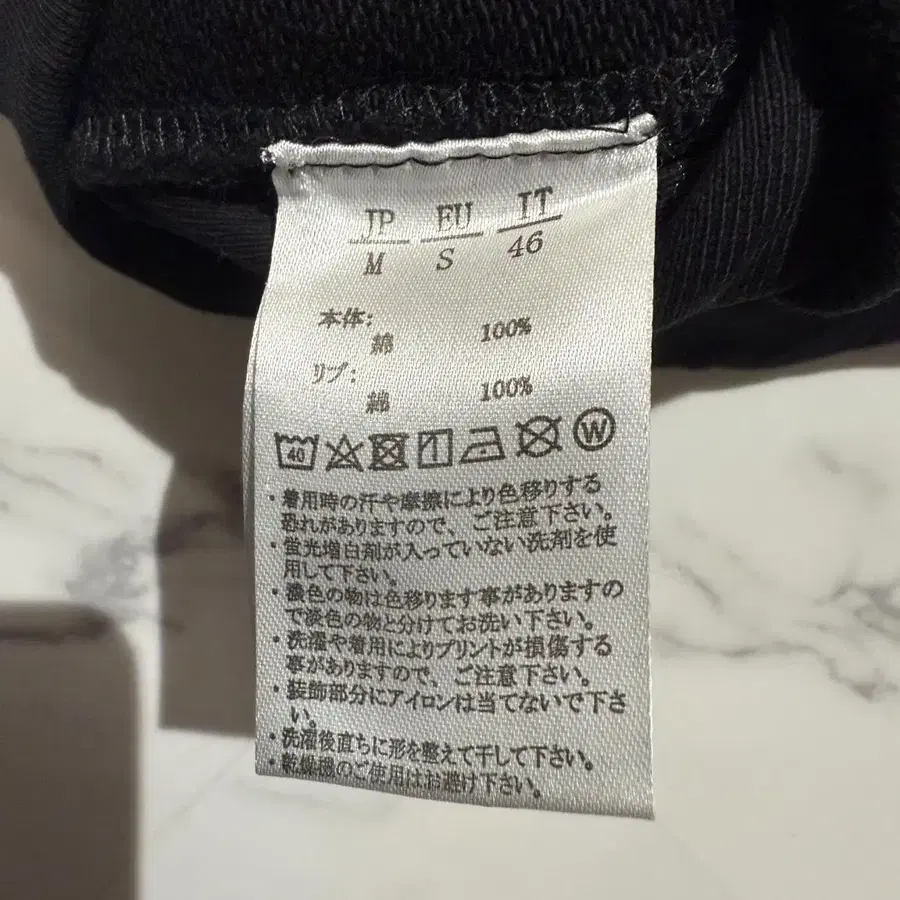 JP EU IT
M S 46
本体:
綿 100%
リブ:
綿 100%
40 W
・着用時の汗や摩擦により色移りする
恐れがありますので、ご注意下さい。
・蛍光増白剤が入っていない洗剤を使
用して下さい。
・濃色の物は色移ります事がありますの
で淡色の物と分けてお洗い下さい。
・洗濯や着用によりプリントが損傷する
事がありますので、ご注意下さい。
・装飾部分にアイロンは当てないで下さ
い。
・洗濯後直ちに形を整えて干して下さい。
・乾燥機のご使用はお避け下さい。